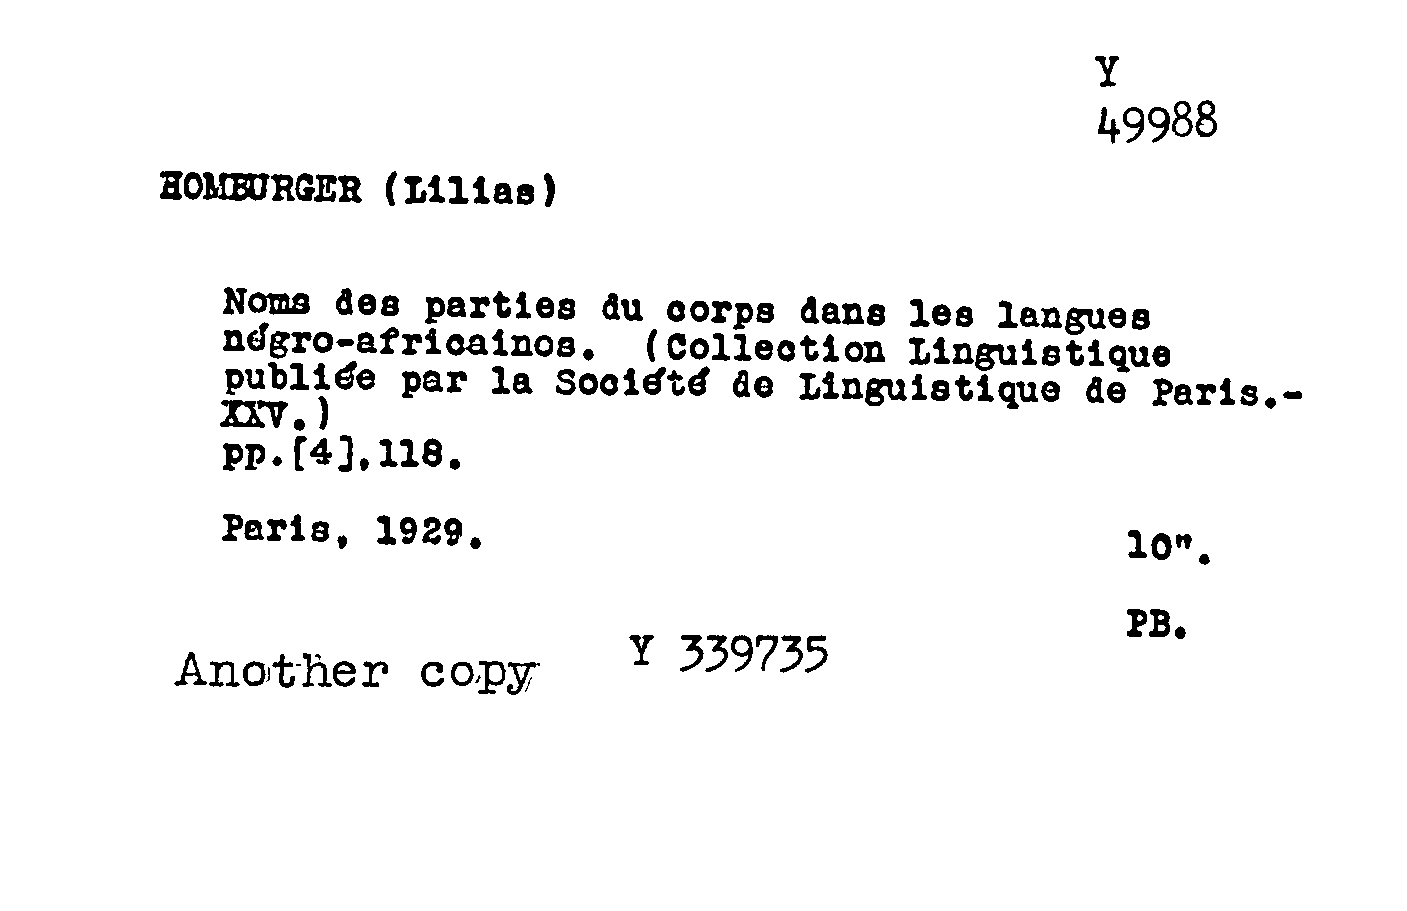 Y
49988
HOMBURGER (Lilias)
Noms des parties du corps dans les langues
négro-africainos. (Collection Linguistique
publiée par la Société de Linguistique de Paris.-
XXV.)
pp.[4],118.
Paris, 1929.
10".
PB.
Another copy Y 339735